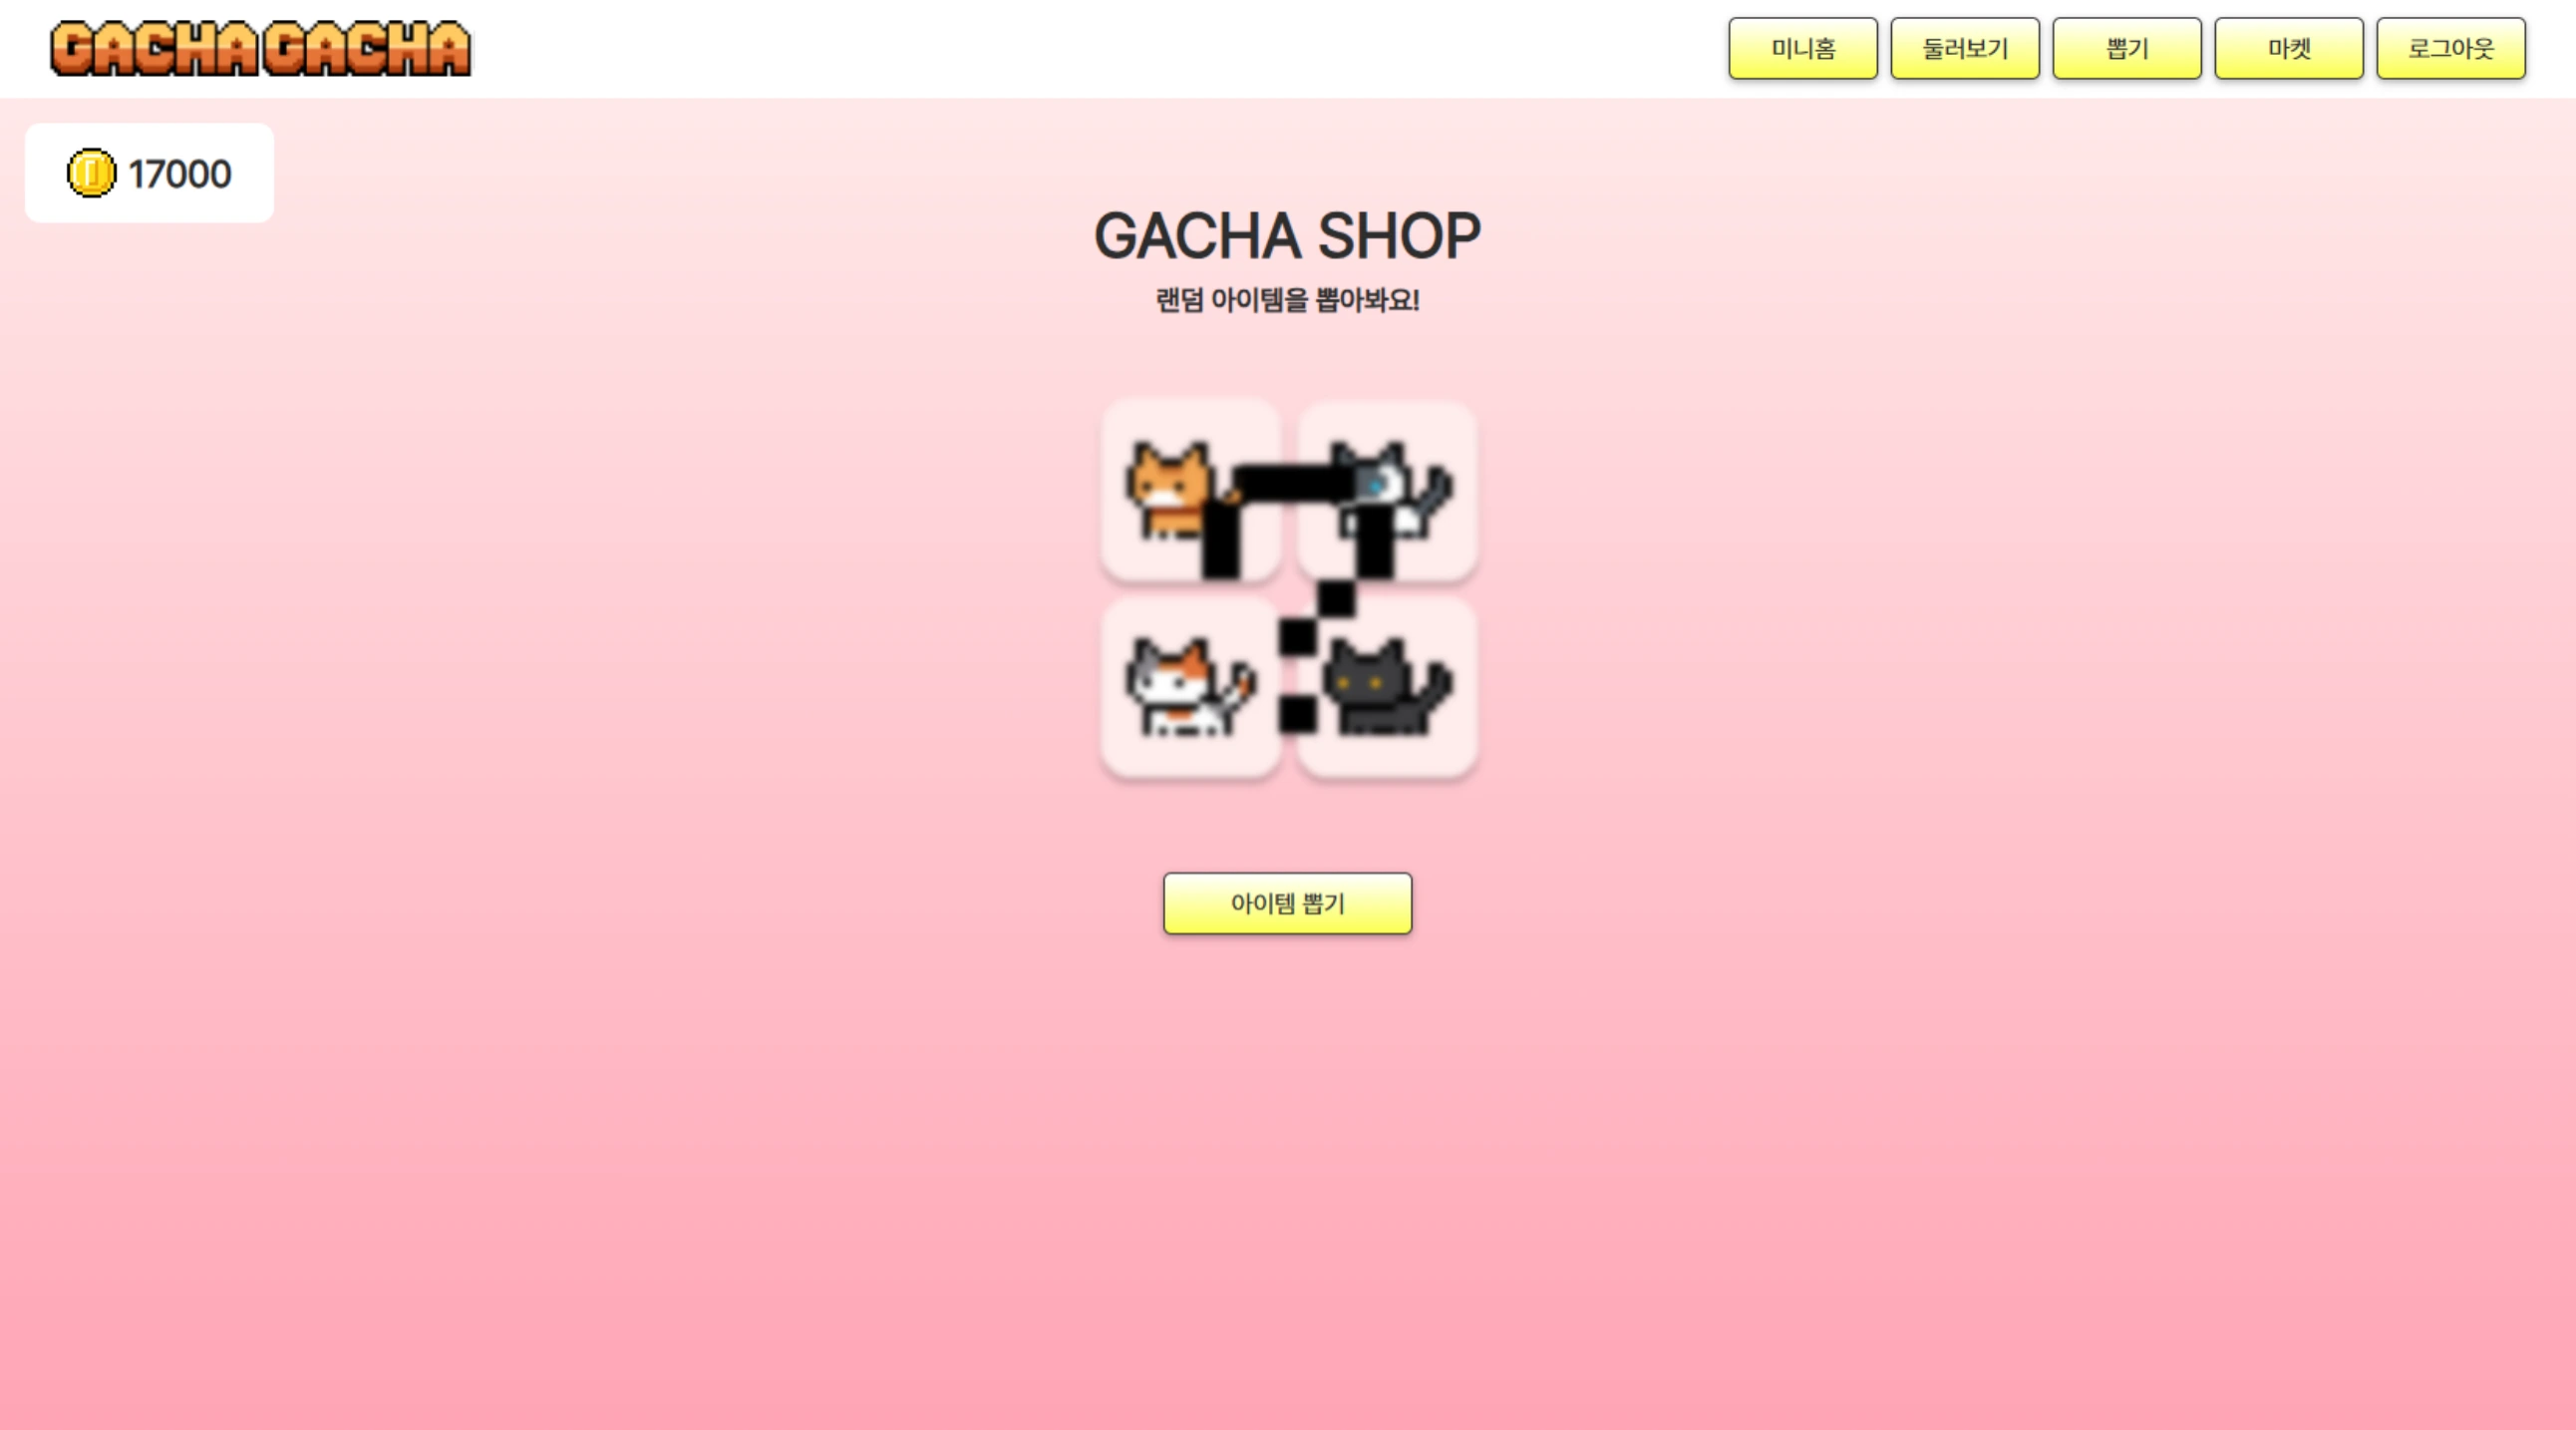 GACHA GACHA
미니홈
둘러보기
뽑기
마켓
로그아웃
17000
GACHA SHOP
랜덤 아이템을 뽑아봐요!
?
아이템 뽑기